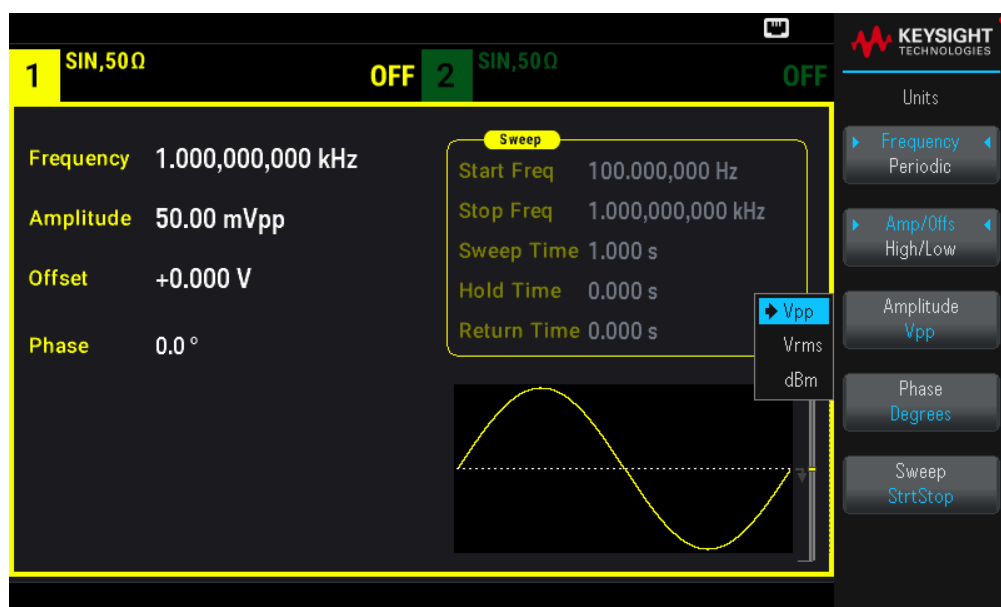 KEYSIGHT
TECHNOLOGIES
1 SIN,50Ω OFF 2 SIN,50Ω OFF
Units
Frequency 1.000,000,000 kHz
Amplitude 50.00 mVpp
Offset +0.000 V
Phase 0.0 °
Sweep
Start Freq 100.000,000 Hz
Stop Freq 1.000,000,000 kHz
Sweep Time 1.000 s
Hold Time 0.000 s
Return Time 0.000 s
Vpp
Vrms
dBm
Frequency
Periodic
Amp/Offs
High/Low
Amplitude
Vpp
Phase
Degrees
Sweep
StrtStop